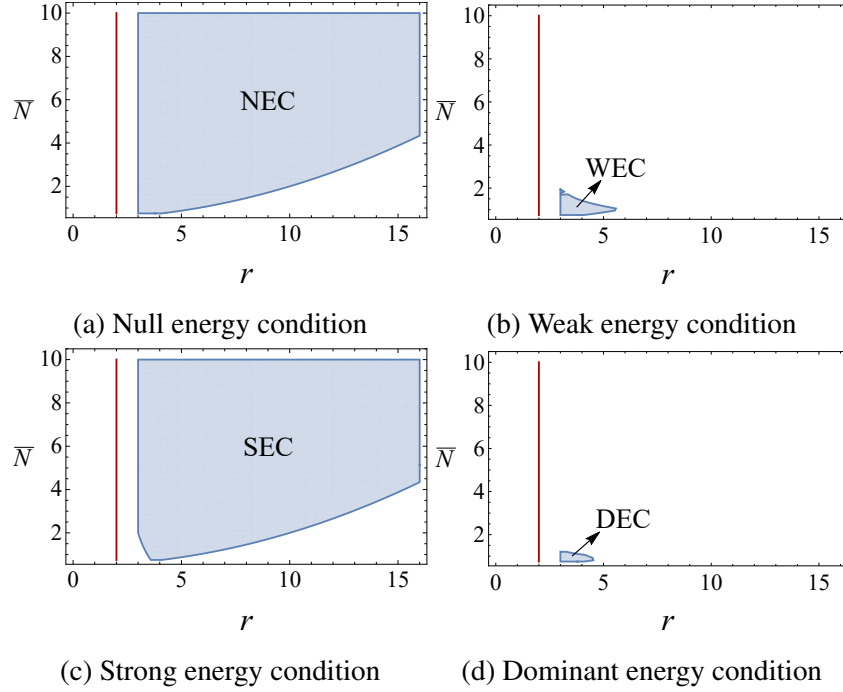 10
8
6
4
2
N̅
NEC
0 5 10 15
r
(a) Null energy condition
10
8
6
4
2
N̅
WEC
0 5 10 15
r
(b) Weak energy condition
10
8
6
4
2
N̅
SEC
0 5 10 15
r
(c) Strong energy condition
10
8
6
4
2
N̅
DEC
0 5 10 15
r
(d) Dominant energy condition